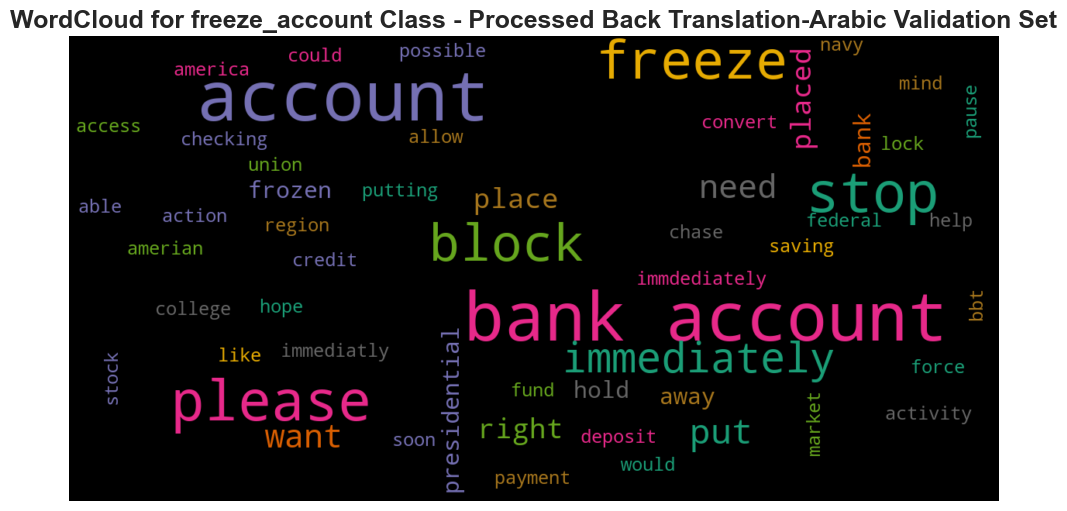 WordCloud for freeze_account Class - Processed Back Translation-Arabic Validation Set
navy
could
possible
freeze
america
placed
mind
account
pause
access
convert
bank
checking
allow
lock
union
frozen
putting
need
stop
place
able
action
federal
help
region
chase
block
saving
amerian
credit
immdediately
bank account
bbt
college
hope
immediately
like
immediatly
force
stock
presidential
please
fund
hold
away
market
activity
want
soon
right
deposit
put
would
payment